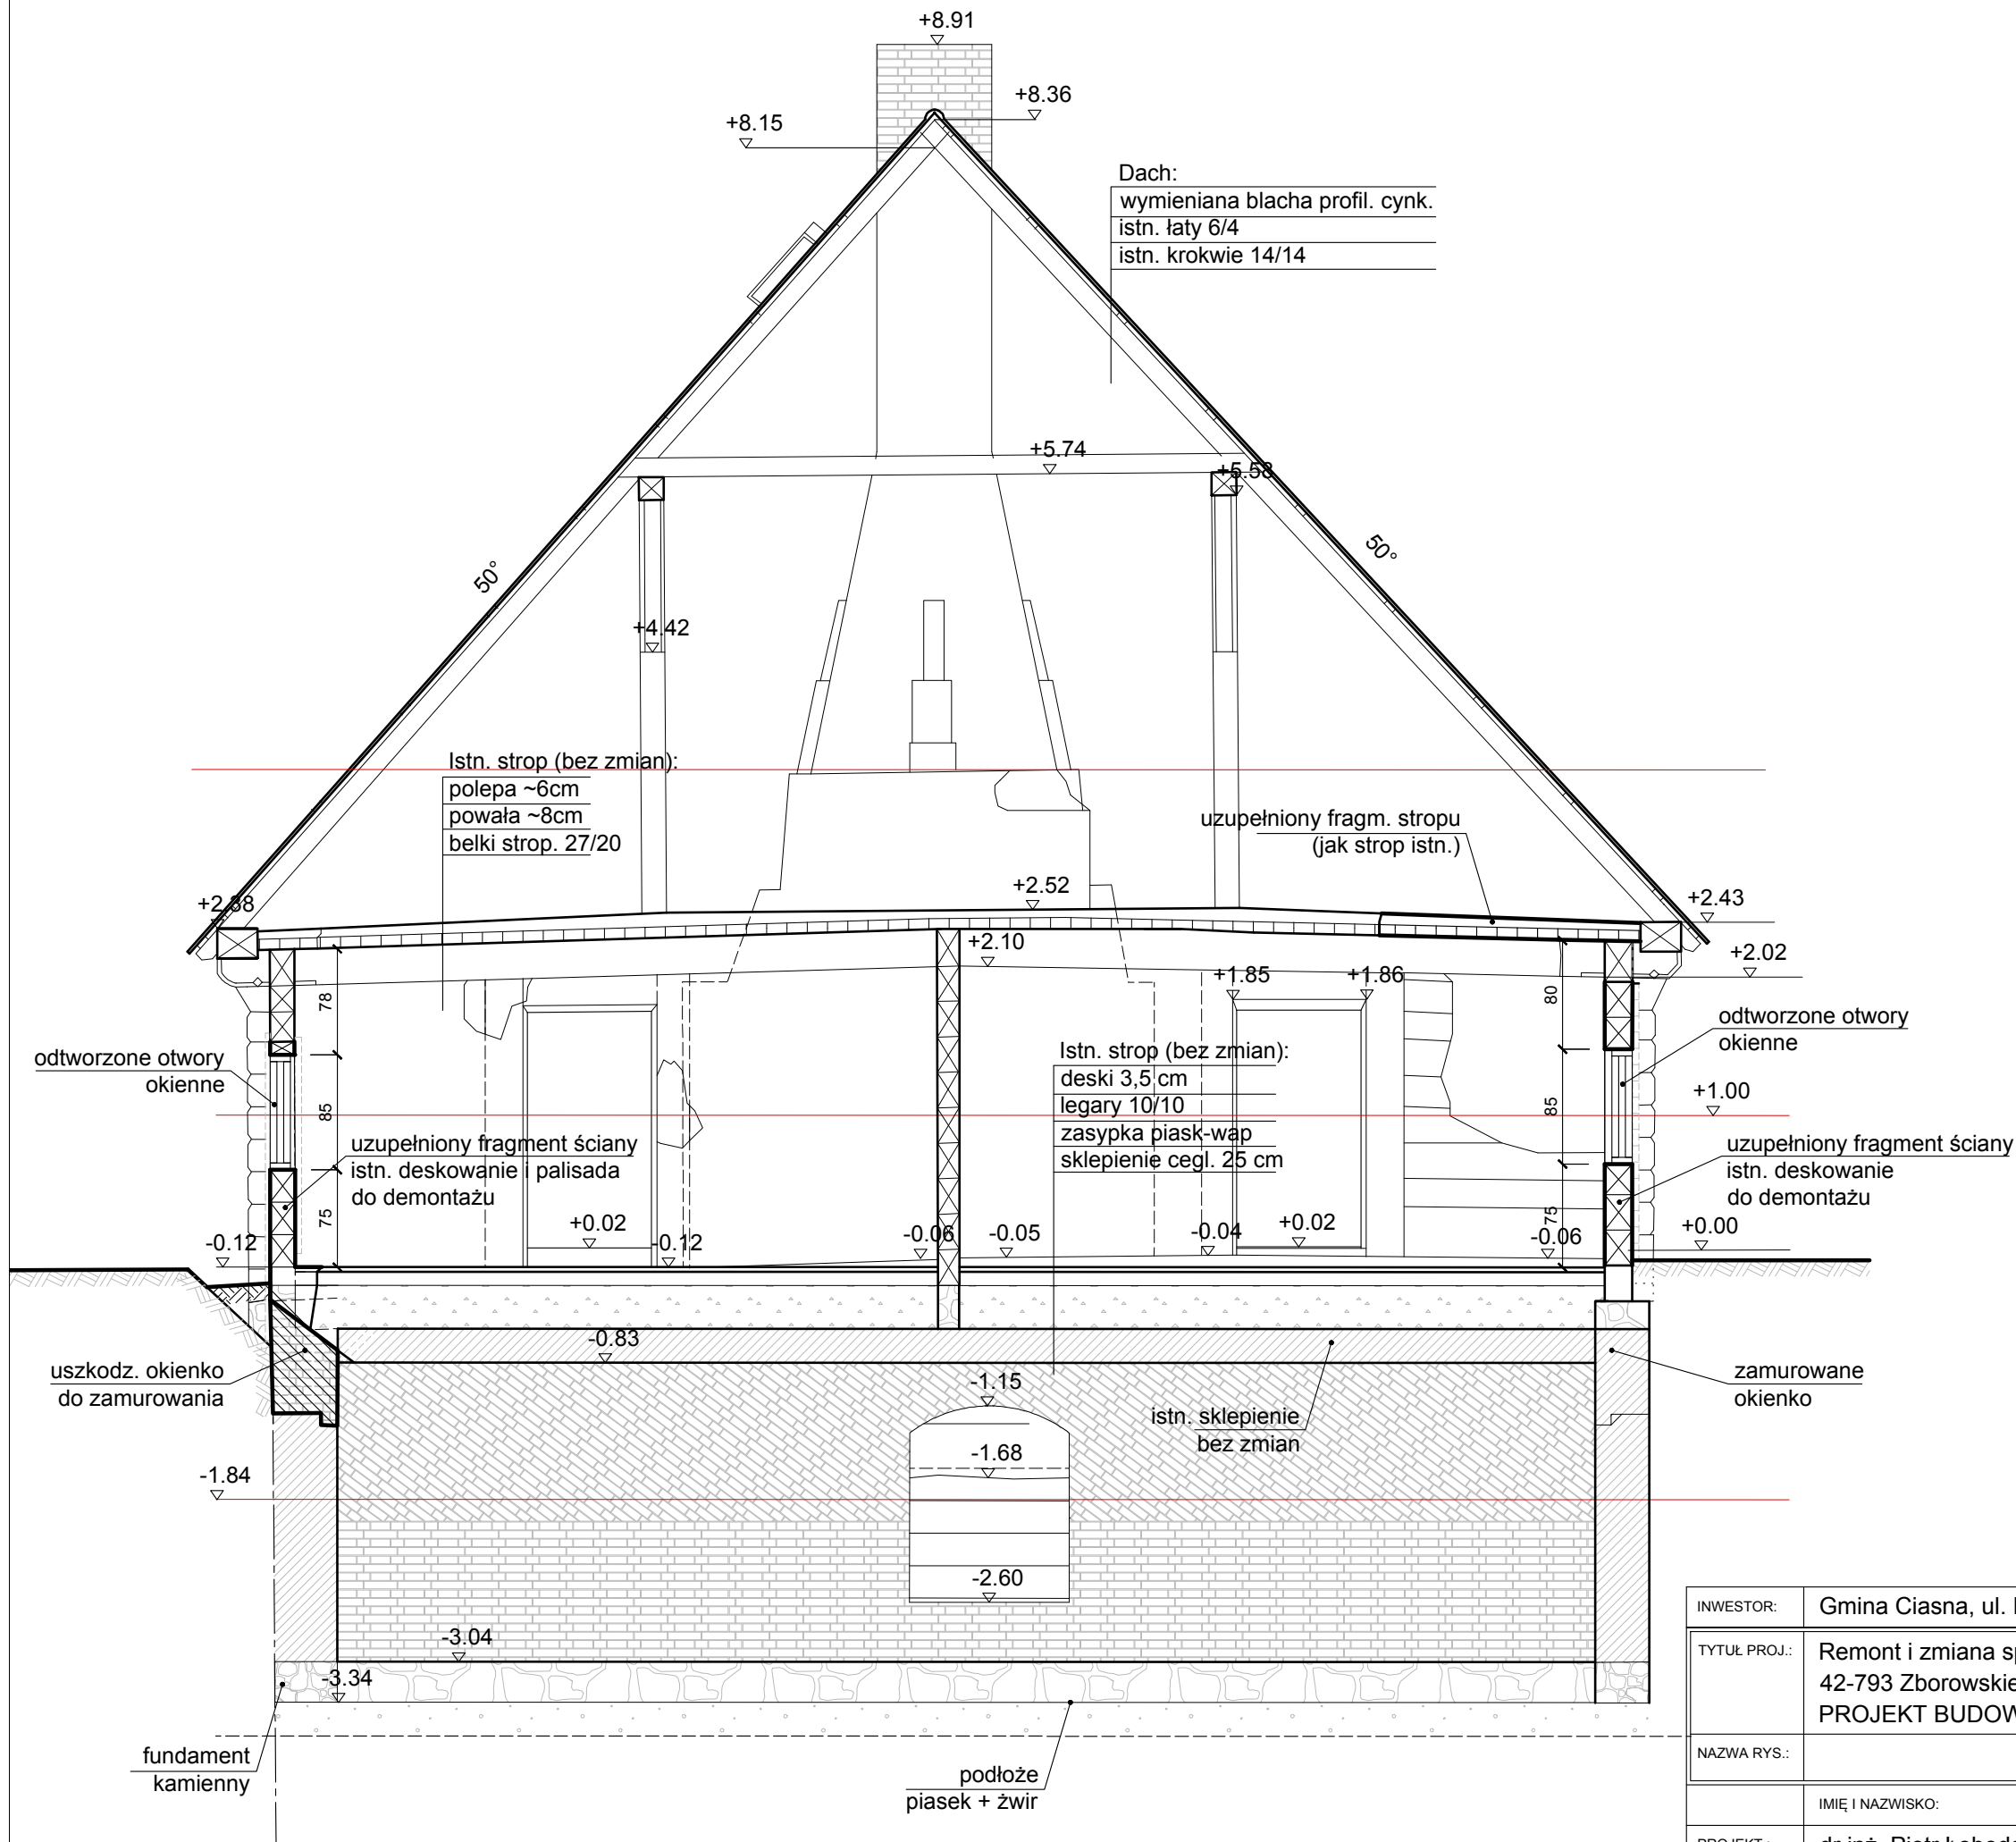 +8.91
+8.36
+8.15
Dach:
wymieniana blacha profil. cynk.
istn. łaty 6/4
istn. krokwie 14/14
+5.74
+5.58
50°
50°
+4.42
Istn. strop (bez zmian):
polepa ~6cm
powała ~8cm
belki strop. 27/20
uzupełniony fragm. stropu
(jak strop istn.)
+2.38
+2.52
+2.43
+2.10
+2.02
+1.85
+1.86
78
80
odtworzone otwory
okienne
odtworzone otwory
okienne
Istn. strop (bez zmian):
deski 3,5 cm
legary 10/10
zasypka piask-wap
sklepienie cegl. 25 cm
85
85
+1.00
uzupełniony fragment ściany
istn. deskowanie i palisada
do demontażu
uzupełniony fragment ściany
istn. deskowanie
do demontażu
75
75
-0.12
+0.02
-0.12
-0.06
-0.05
-0.04
+0.02
-0.06
+0.00
-0.83
uszkodz. okienko
do zamurowania
zamurowane
okienko
-1.15
istn. sklepienie
bez zmian
-1.68
-1.84
-2.60
-3.04
-3.34
fundament
kamienny
podłoże
piasek + żwir
INWESTOR:
Gmina Ciasna, ul.
TYTUŁ PROJ.:
Remont i zmiana
42-793 Zborowskie
PROJEKT
NAZWA RYS.:
IMIĘ I NAZWISKO: